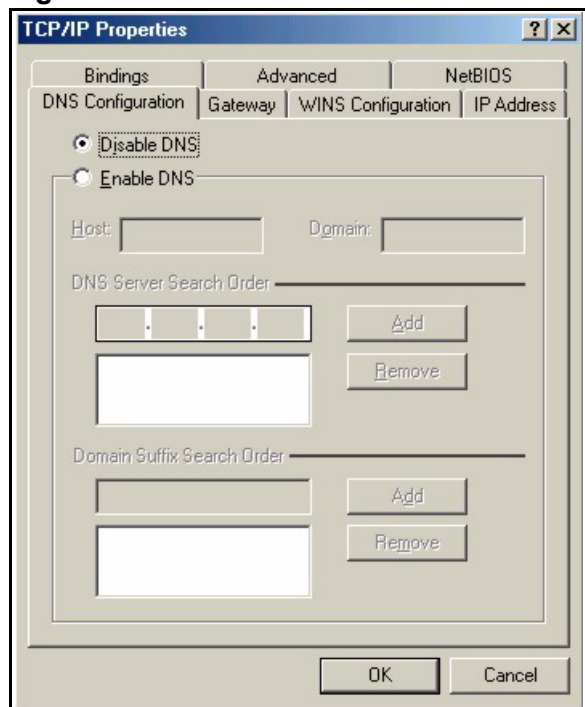 TCP/IP Properties
Bindings Advanced NetBIOS
DNS Configuration Gateway WINS Configuration IP Address
Disable DNS
Enable DNS
Host: Domain:
DNS Server Search Order
Add
Remove
Domain Suffix Search Order
Add
Remove
OK Cancel